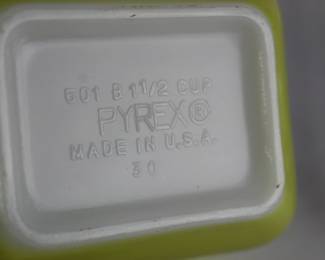 501 B 1 1/2 CUP
PYREX®
MADE IN U.S.A.
30